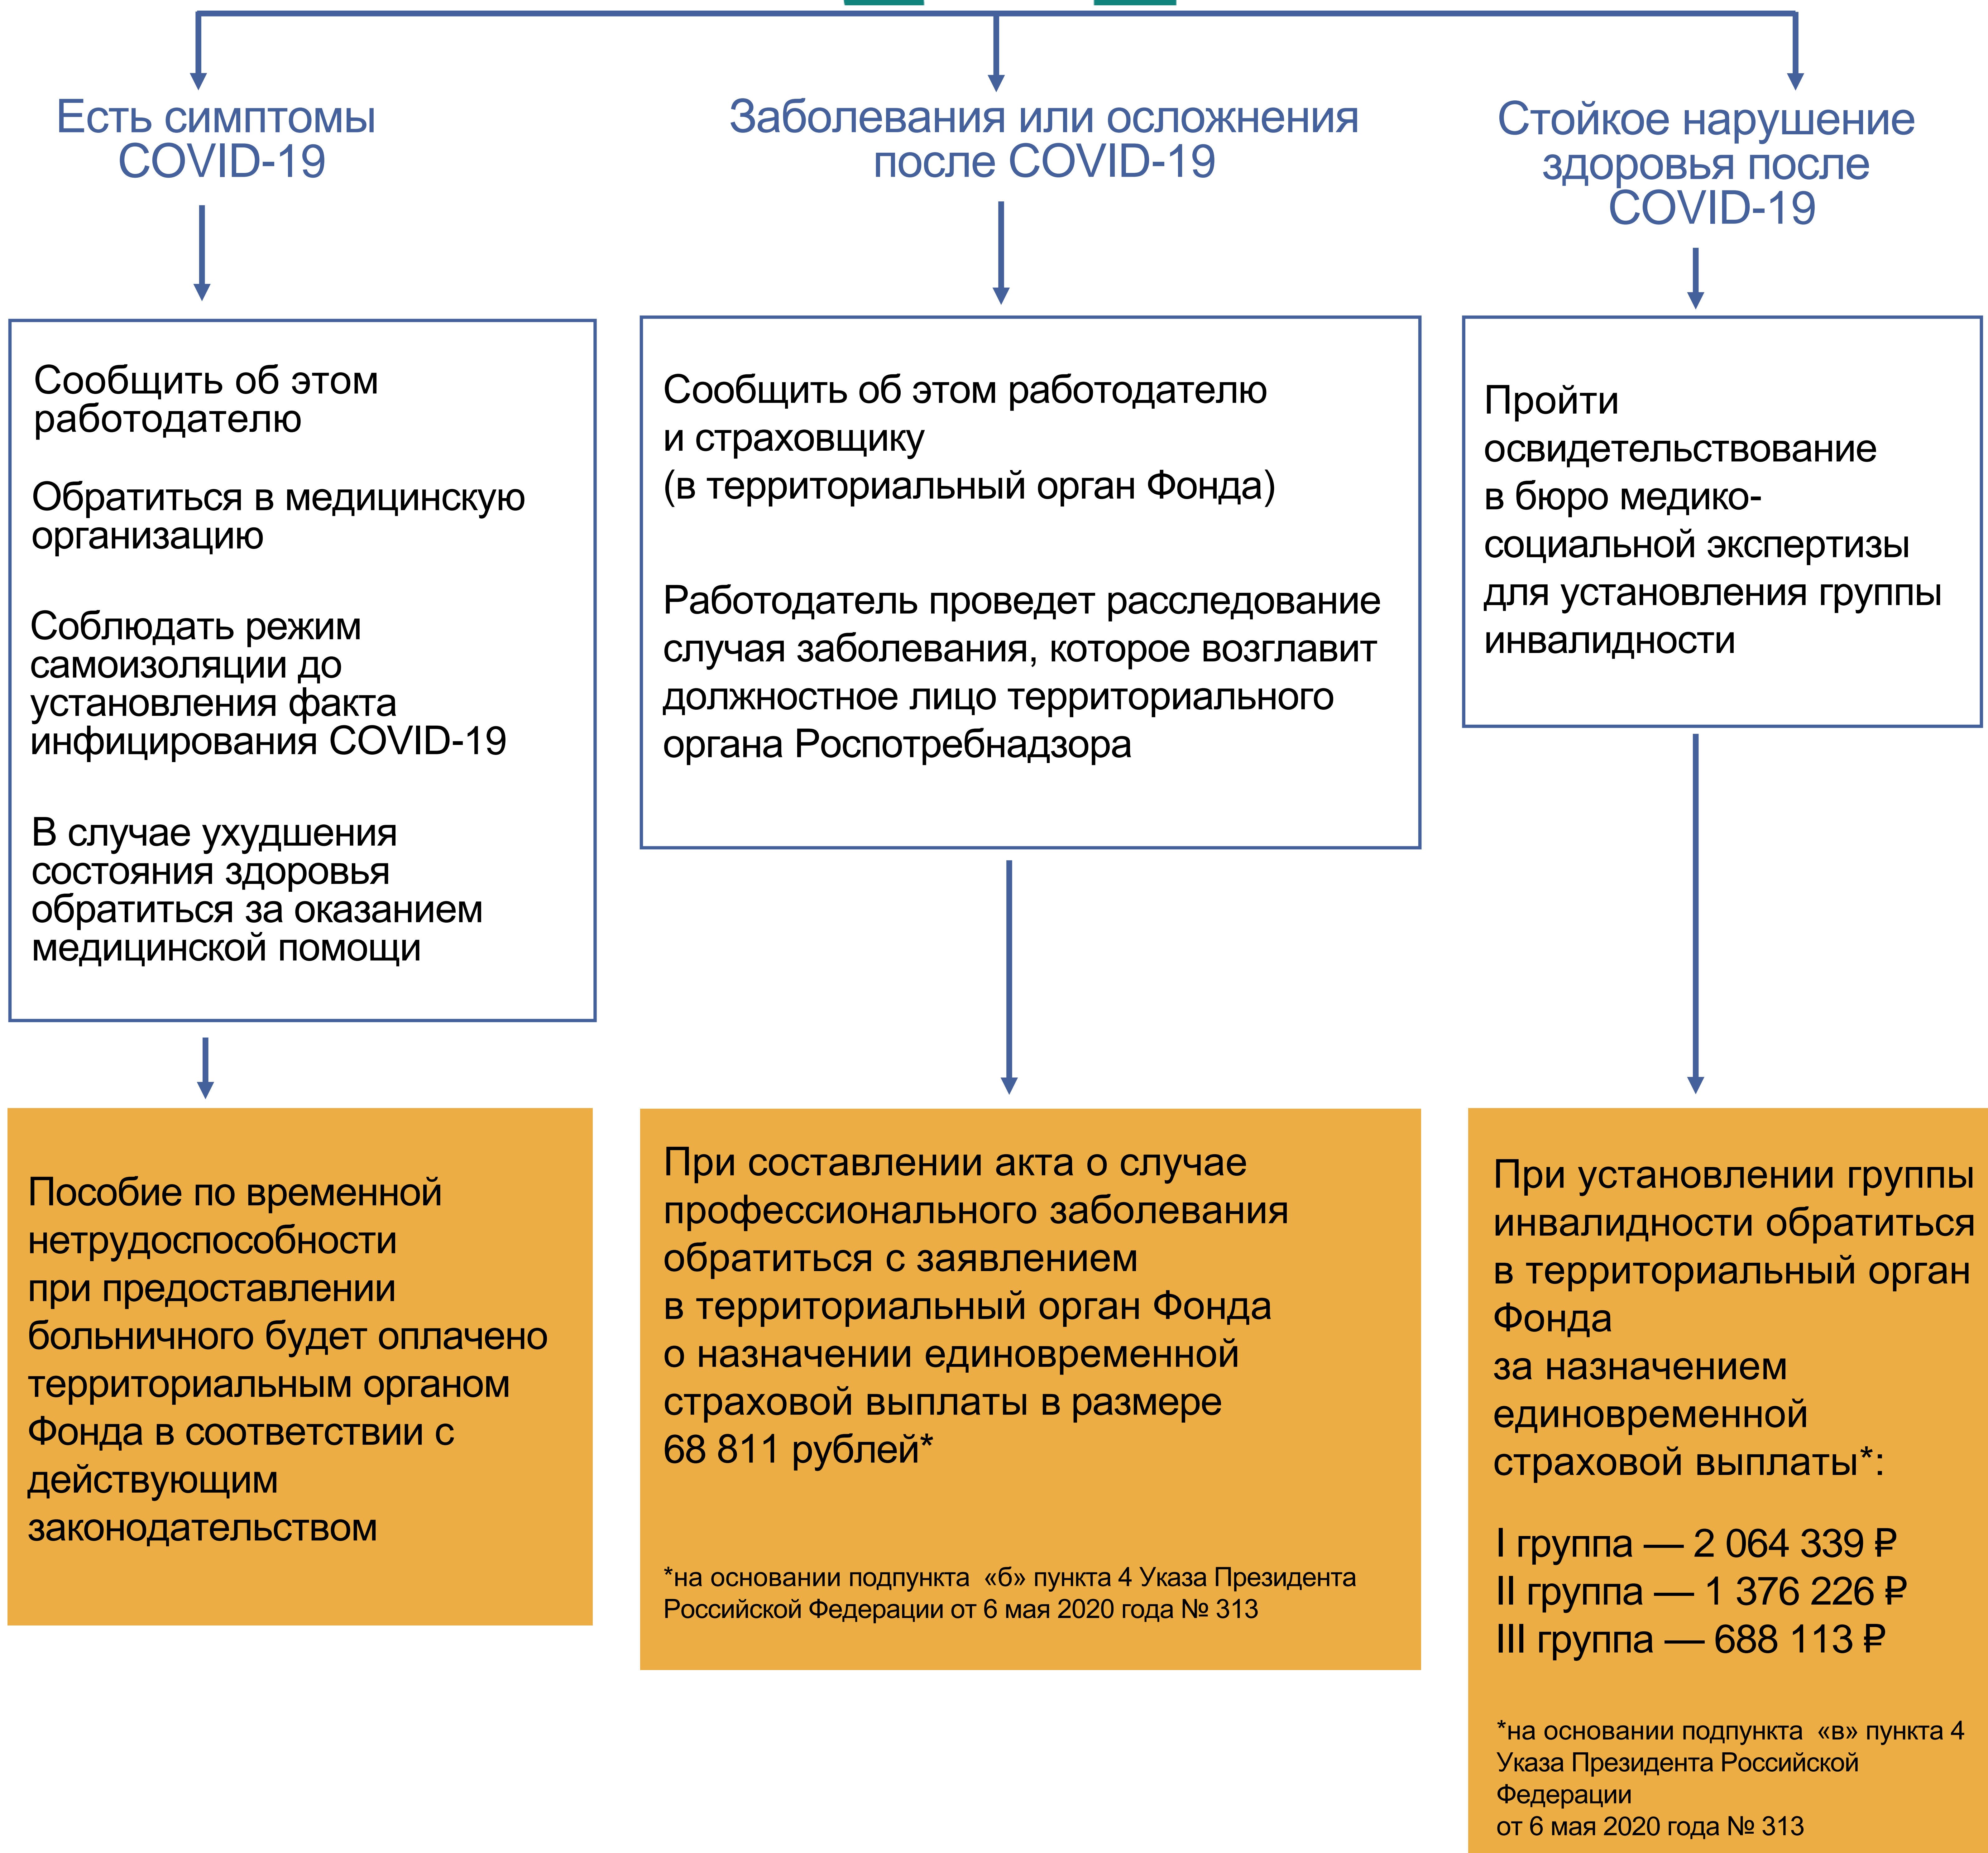 Есть симптомы
COVID-19
Заболевания или осложнения
после COVID-19
Стойкое нарушение
здоровья после
COVID-19
Сообщить об этом
работодателю
Обратиться в медицинскую
организацию
Соблюдать режим
самоизоляции до
установления факта
инфицирования COVID-19
В случае ухудшения
состояния здоровья
обратиться за оказанием
медицинской помощи
Сообщить об этом работодателю
и страховщику
(в территориальный орган Фонда)
Работодатель проведет расследование
случая заболевания, которое возглавит
должностное лицо территориального
органа Роспотребнадзора
Пройти
освидетельствование
в бюро медико-
социальной экспертизы
для установления группы
инвалидности
Пособие по временной
нетрудоспособности
при предоставлении
больничного будет оплачено
территориальным органом
Фонда в соответствии с
действующим
законодательством
При составлении акта о случае
профессионального заболевания
обратиться с заявлением
в территориальный орган Фонда
о назначении единовременной
страховой выплаты в размере
68 811 рублей*
*на основании подпункта «б» пункта 4 Указа Президента
Российской Федерации от 6 мая 2020 года № 313
При установлении группы
инвалидности обратиться
в территориальный орган
Фонда
за назначением
единовременной
страховой выплаты*:
I группа — 2 064 339 ₽
II группа — 1 376 226 ₽
III группа — 688 113 ₽
*на основании подпункта «в» пункта 4
Указа Президента Российской
Федерации
от 6 мая 2020 года № 313